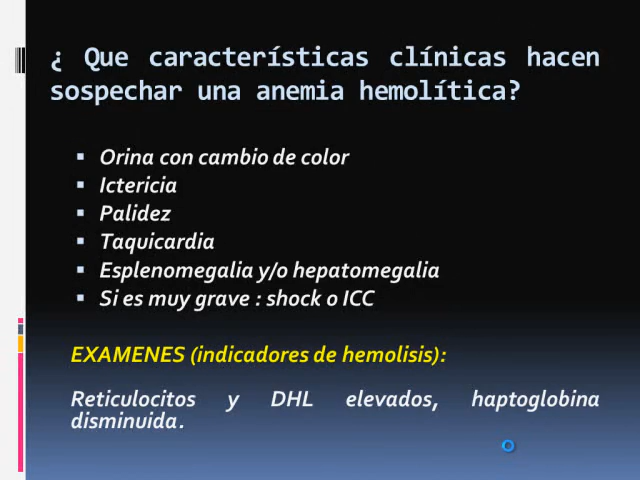 ¿ Que características clínicas hacen
sospechar una anemia hemolítica?
Orina con cambio de color
Ictericia
Palidez
Taquicardia
Esplenomegalia y/o hepatomegalia
Si es muy grave : shock o ICC
EXAMENES (indicadores de hemolisis):
Reticulocitos y DHL elevados, haptoglobina
disminuida.